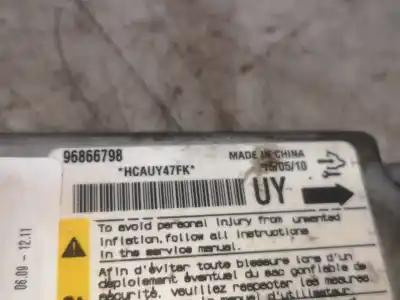 96866798
MADE IN CHINA
*HCAUY47FK*
15/05/10
UY
06.09 - 12.11
To avoid personal injury from unwanted
inflation, follow all instructions
in the service manual.
Afin d'éviter toute blessure lors d'un
déploiement éventuel du sac gonflable de
sécurité, veuillez respecter les mesures
manuel d'utilisateur.